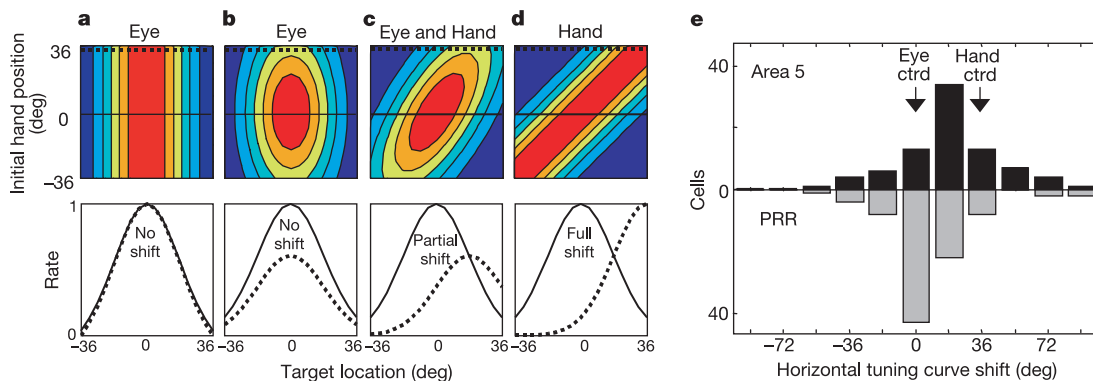 a
Eye
b
Eye
c
Eye and Hand
d
Hand
Initial hand position
(deg)
36
0
−36
Rate
1
0
No
shift
No
shift
Partial
shift
Full
shift
−36 0 36
−36 0 36
−36 0 36
−36 0 36
Target location (deg)
e
Area 5
Eye
ctrd
Hand
ctrd
PRR
Cells
40
0
40
−72 −36 0 36 72
Horizontal tuning curve shift (deg)